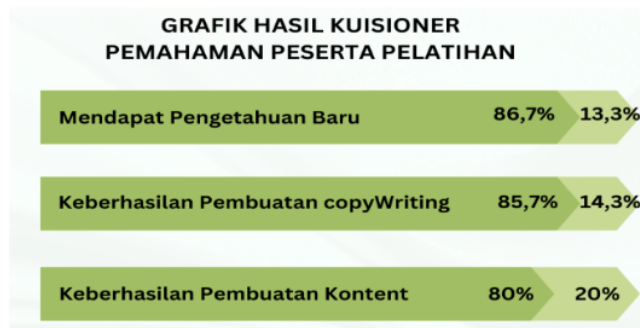 GRAFIK HASIL KUISIONER
PEMAHAMAN PESERTA PELATIHAN
Mendapat Pengetahuan Baru 86,7% 13,3%
Keberhasilan Pembuatan copyWriting 85,7% 14,3%
Keberhasilan Pembuatan Kontent 80% 20%